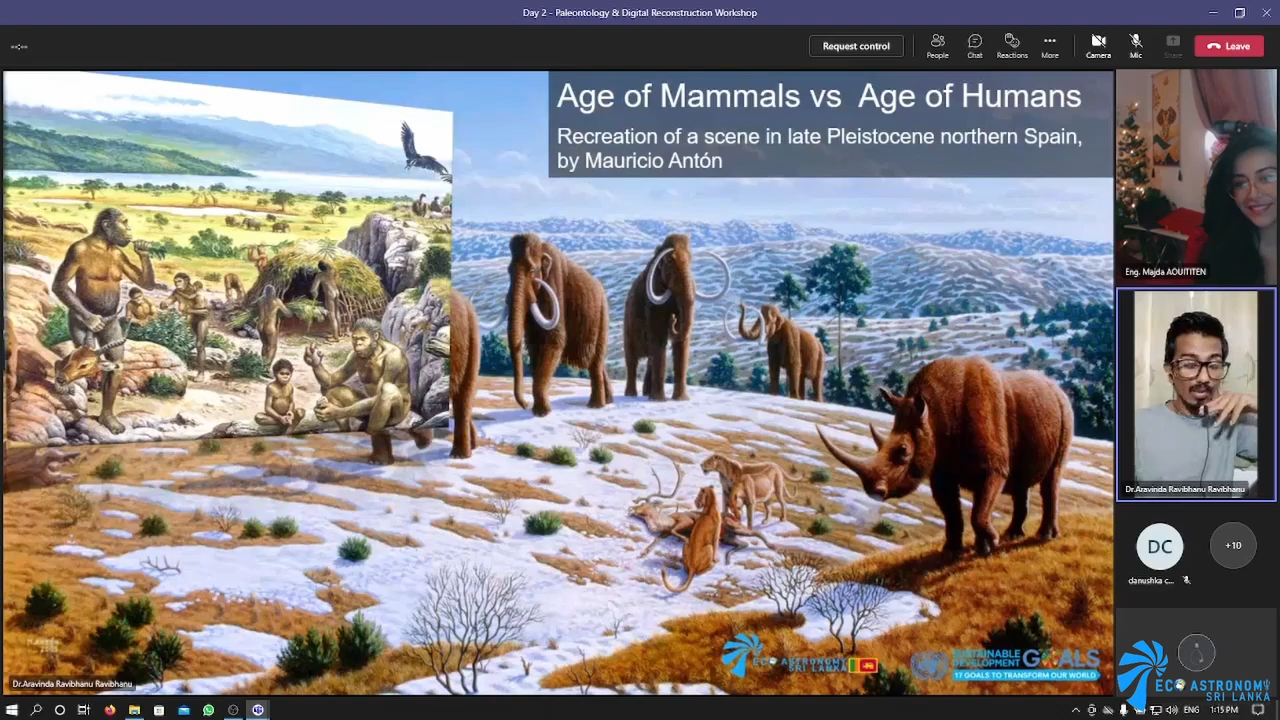 Day 2 - Paleontology & Digital Reconstruction Workshop
Request control
People
Chat
Reactions
More
Camera
Mic
Share
Leave
Age of Mammals vs Age of Humans
Recreation of a scene in late Pleistocene northern Spain,
by Mauricio Antón
Eng. Majda AOUITITEN
Dr.Aravinda Ravibhanu Ravibhanu
DC
+10
danushka c...
ECO ASTRONOMY
SRI LANKA
SUSTAINABLE
DEVELOPMENT GOALS
17 GOALS TO TRANSFORM OUR WORLD
ECO ASTRONOMY
SRI LANKA
Dr.Aravinda Ravibhanu Ravibhanu
ENG
1:15 PM